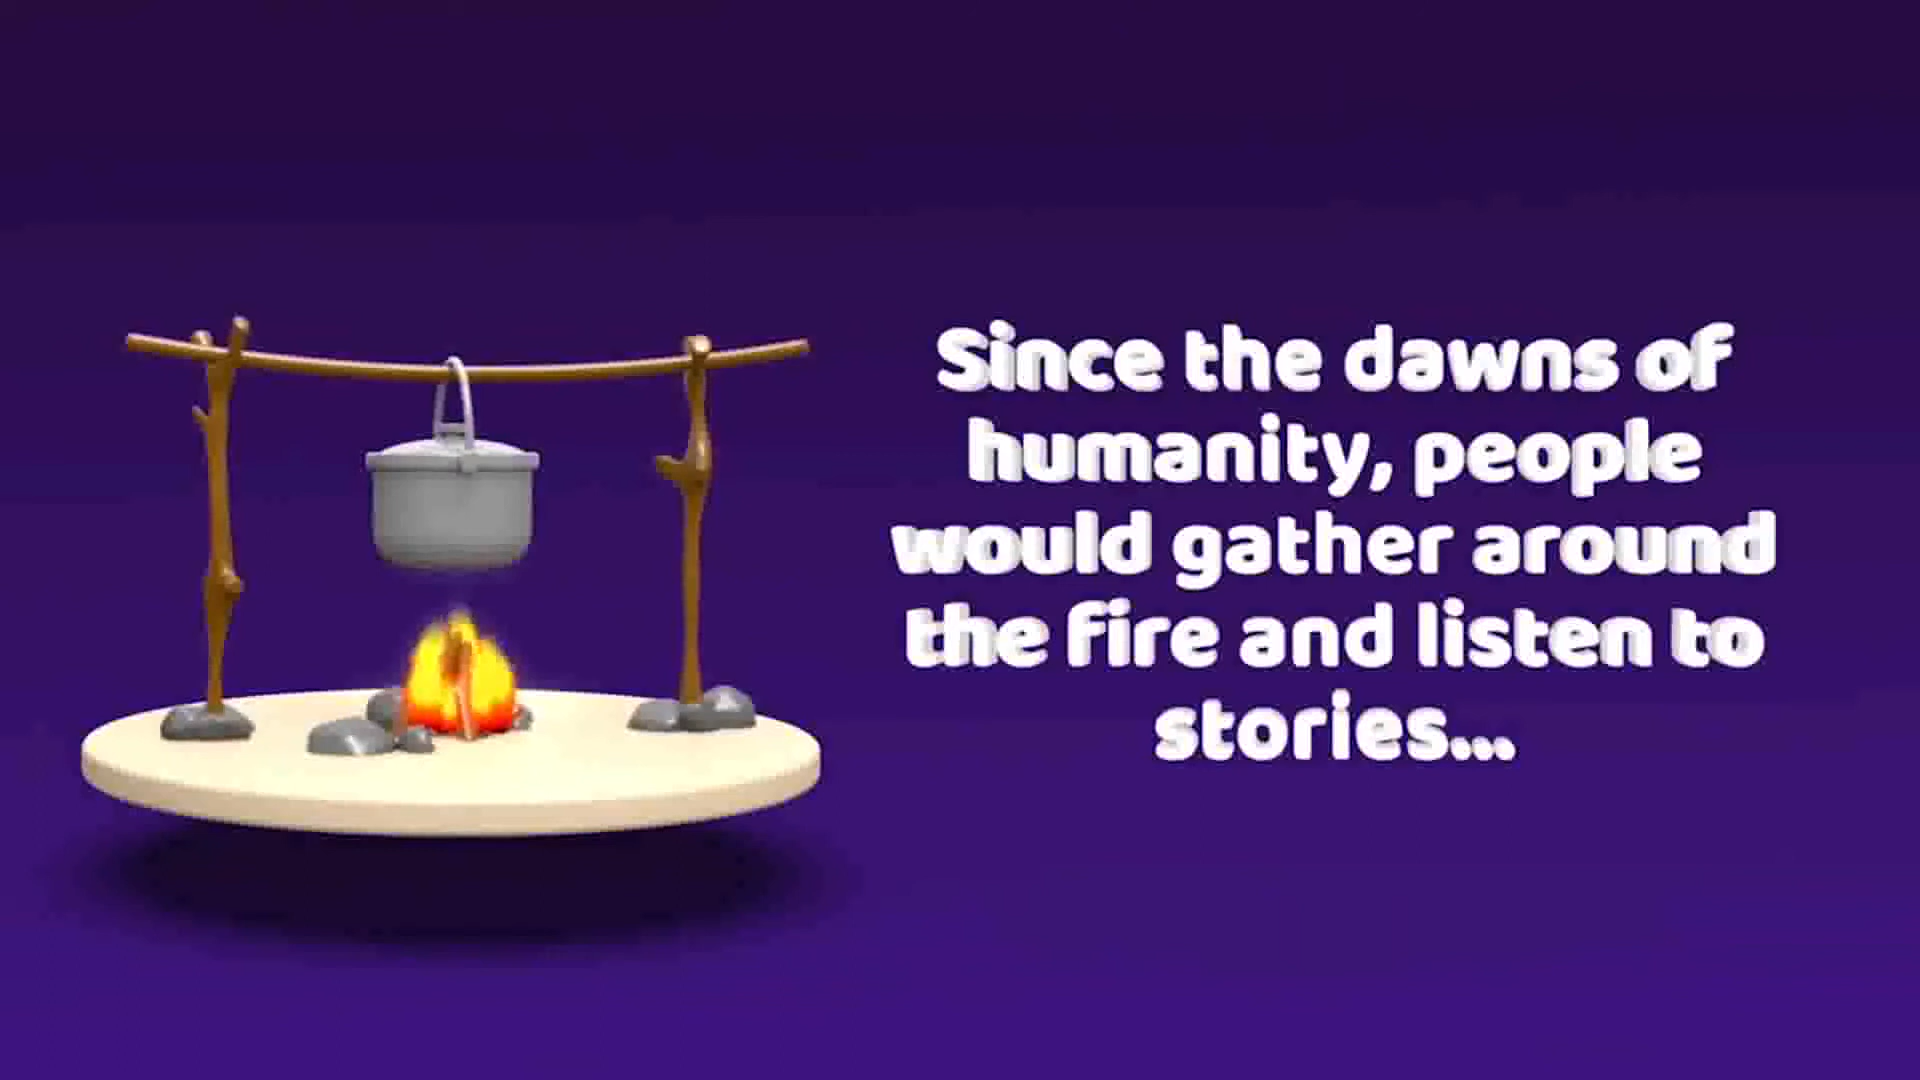 Since the dawns of
humanity, people
would gather around
the fire and listen to
stories...